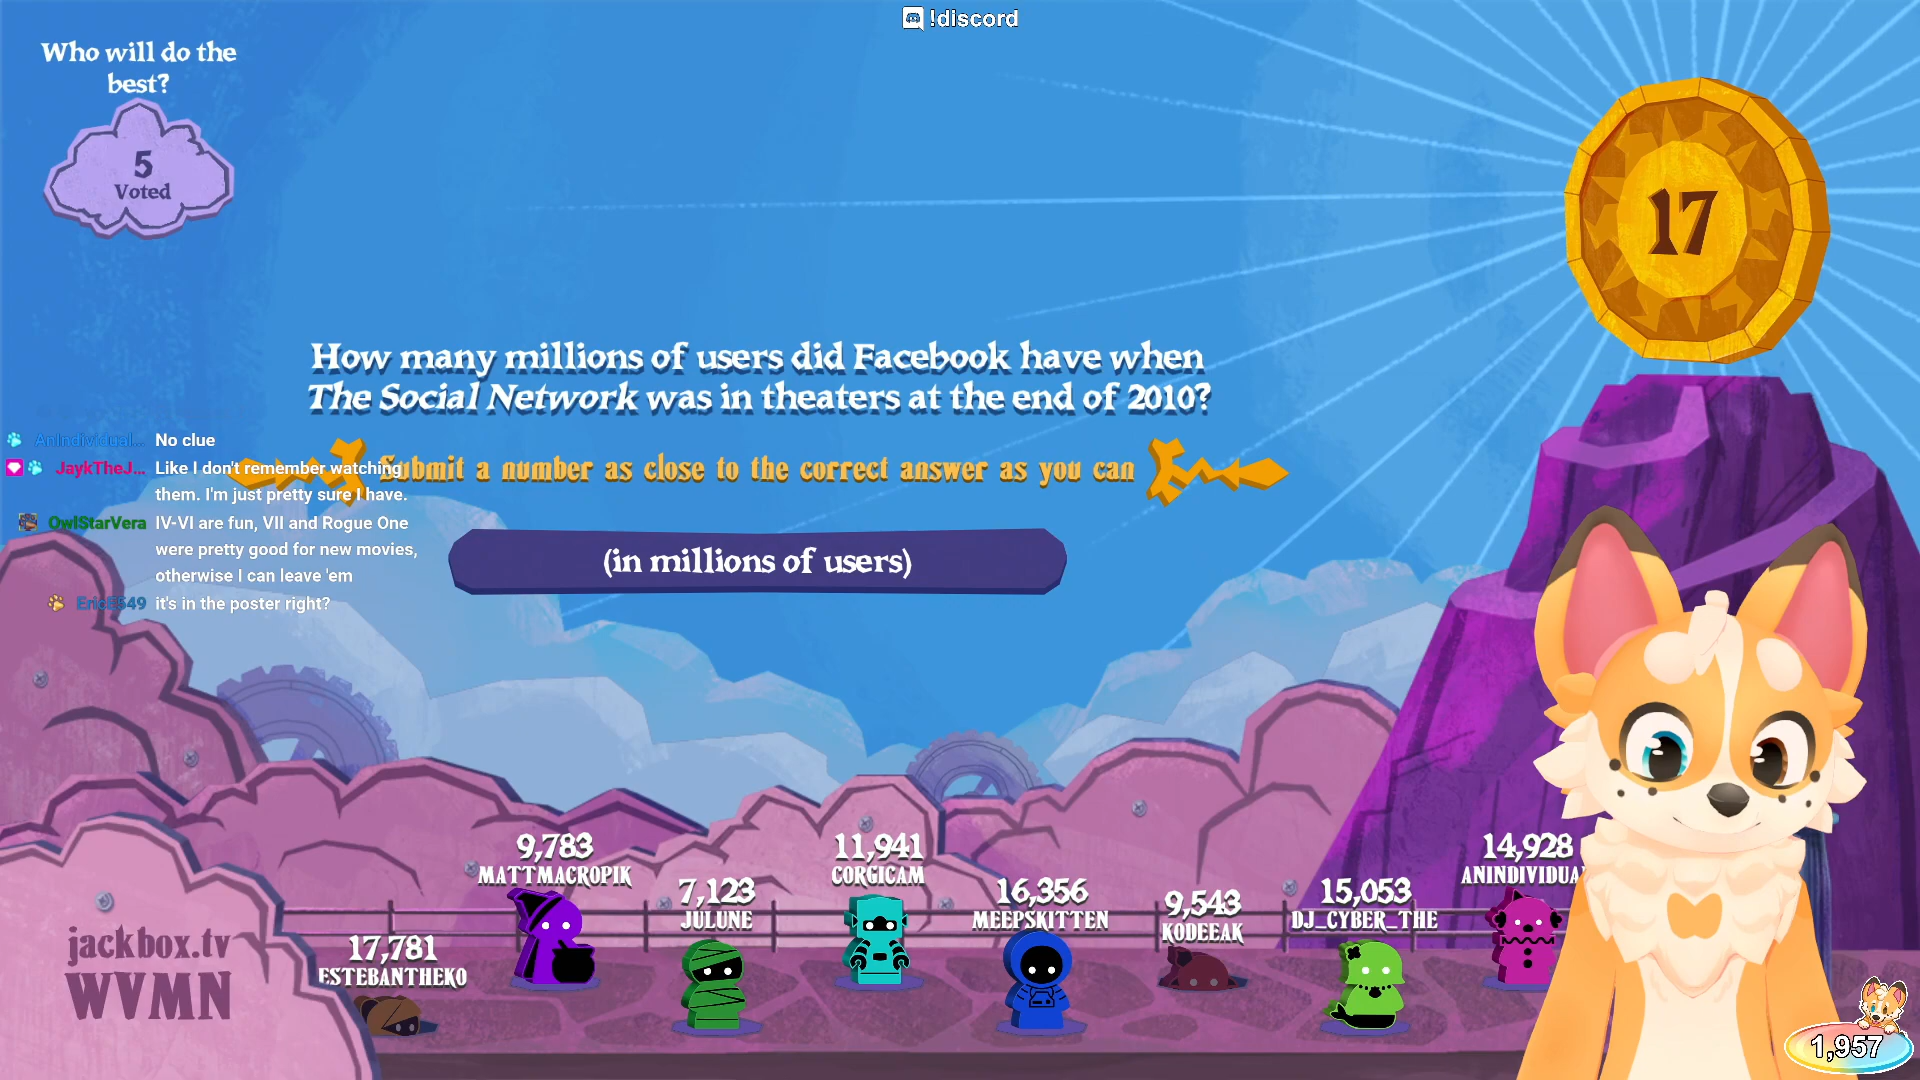 !discord
Who will do the
best?
5
Voted
17
How many millions of users did Facebook have when
The Social Network was in theaters at the end of 2010?
Submit a number as close to the correct answer as you can
(in millions of users)
AnIndividual... No clue
JaykTheJ... Like I don't remember watching
them. I'm just pretty sure I have.
OwlStarVera IV-VI are fun, VII and Rogue One
were pretty good for new movies,
otherwise I can leave 'em
EricE549 it's in the poster right?
17,781
ESTEBANTHEKO
9,783
MATTMACROPIK
7,123
JULUNE
11,941
CORGICAM
16,356
MEEPSKITTEN
9,543
KODEEAK
15,053
DJ_CYBER_THE
14,928
ANINDIVIDUA
jackbox.tv
WVMN
1,957